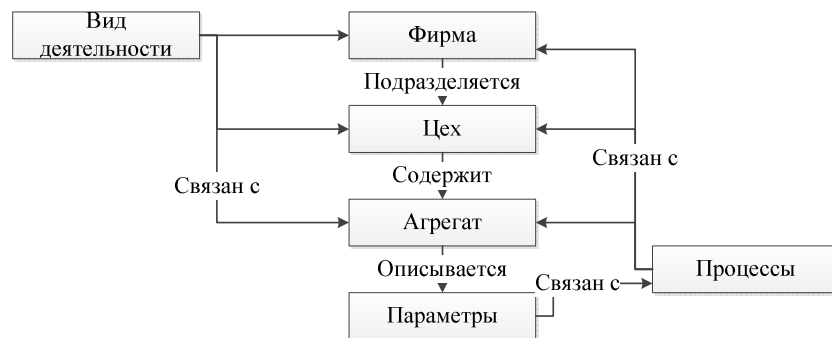 Вид
деятельности
Фирма
Подразделяется
Цех
Связан с
Содержит
Связан с
Агрегат
Описывается
Процессы
Связан с
Параметры